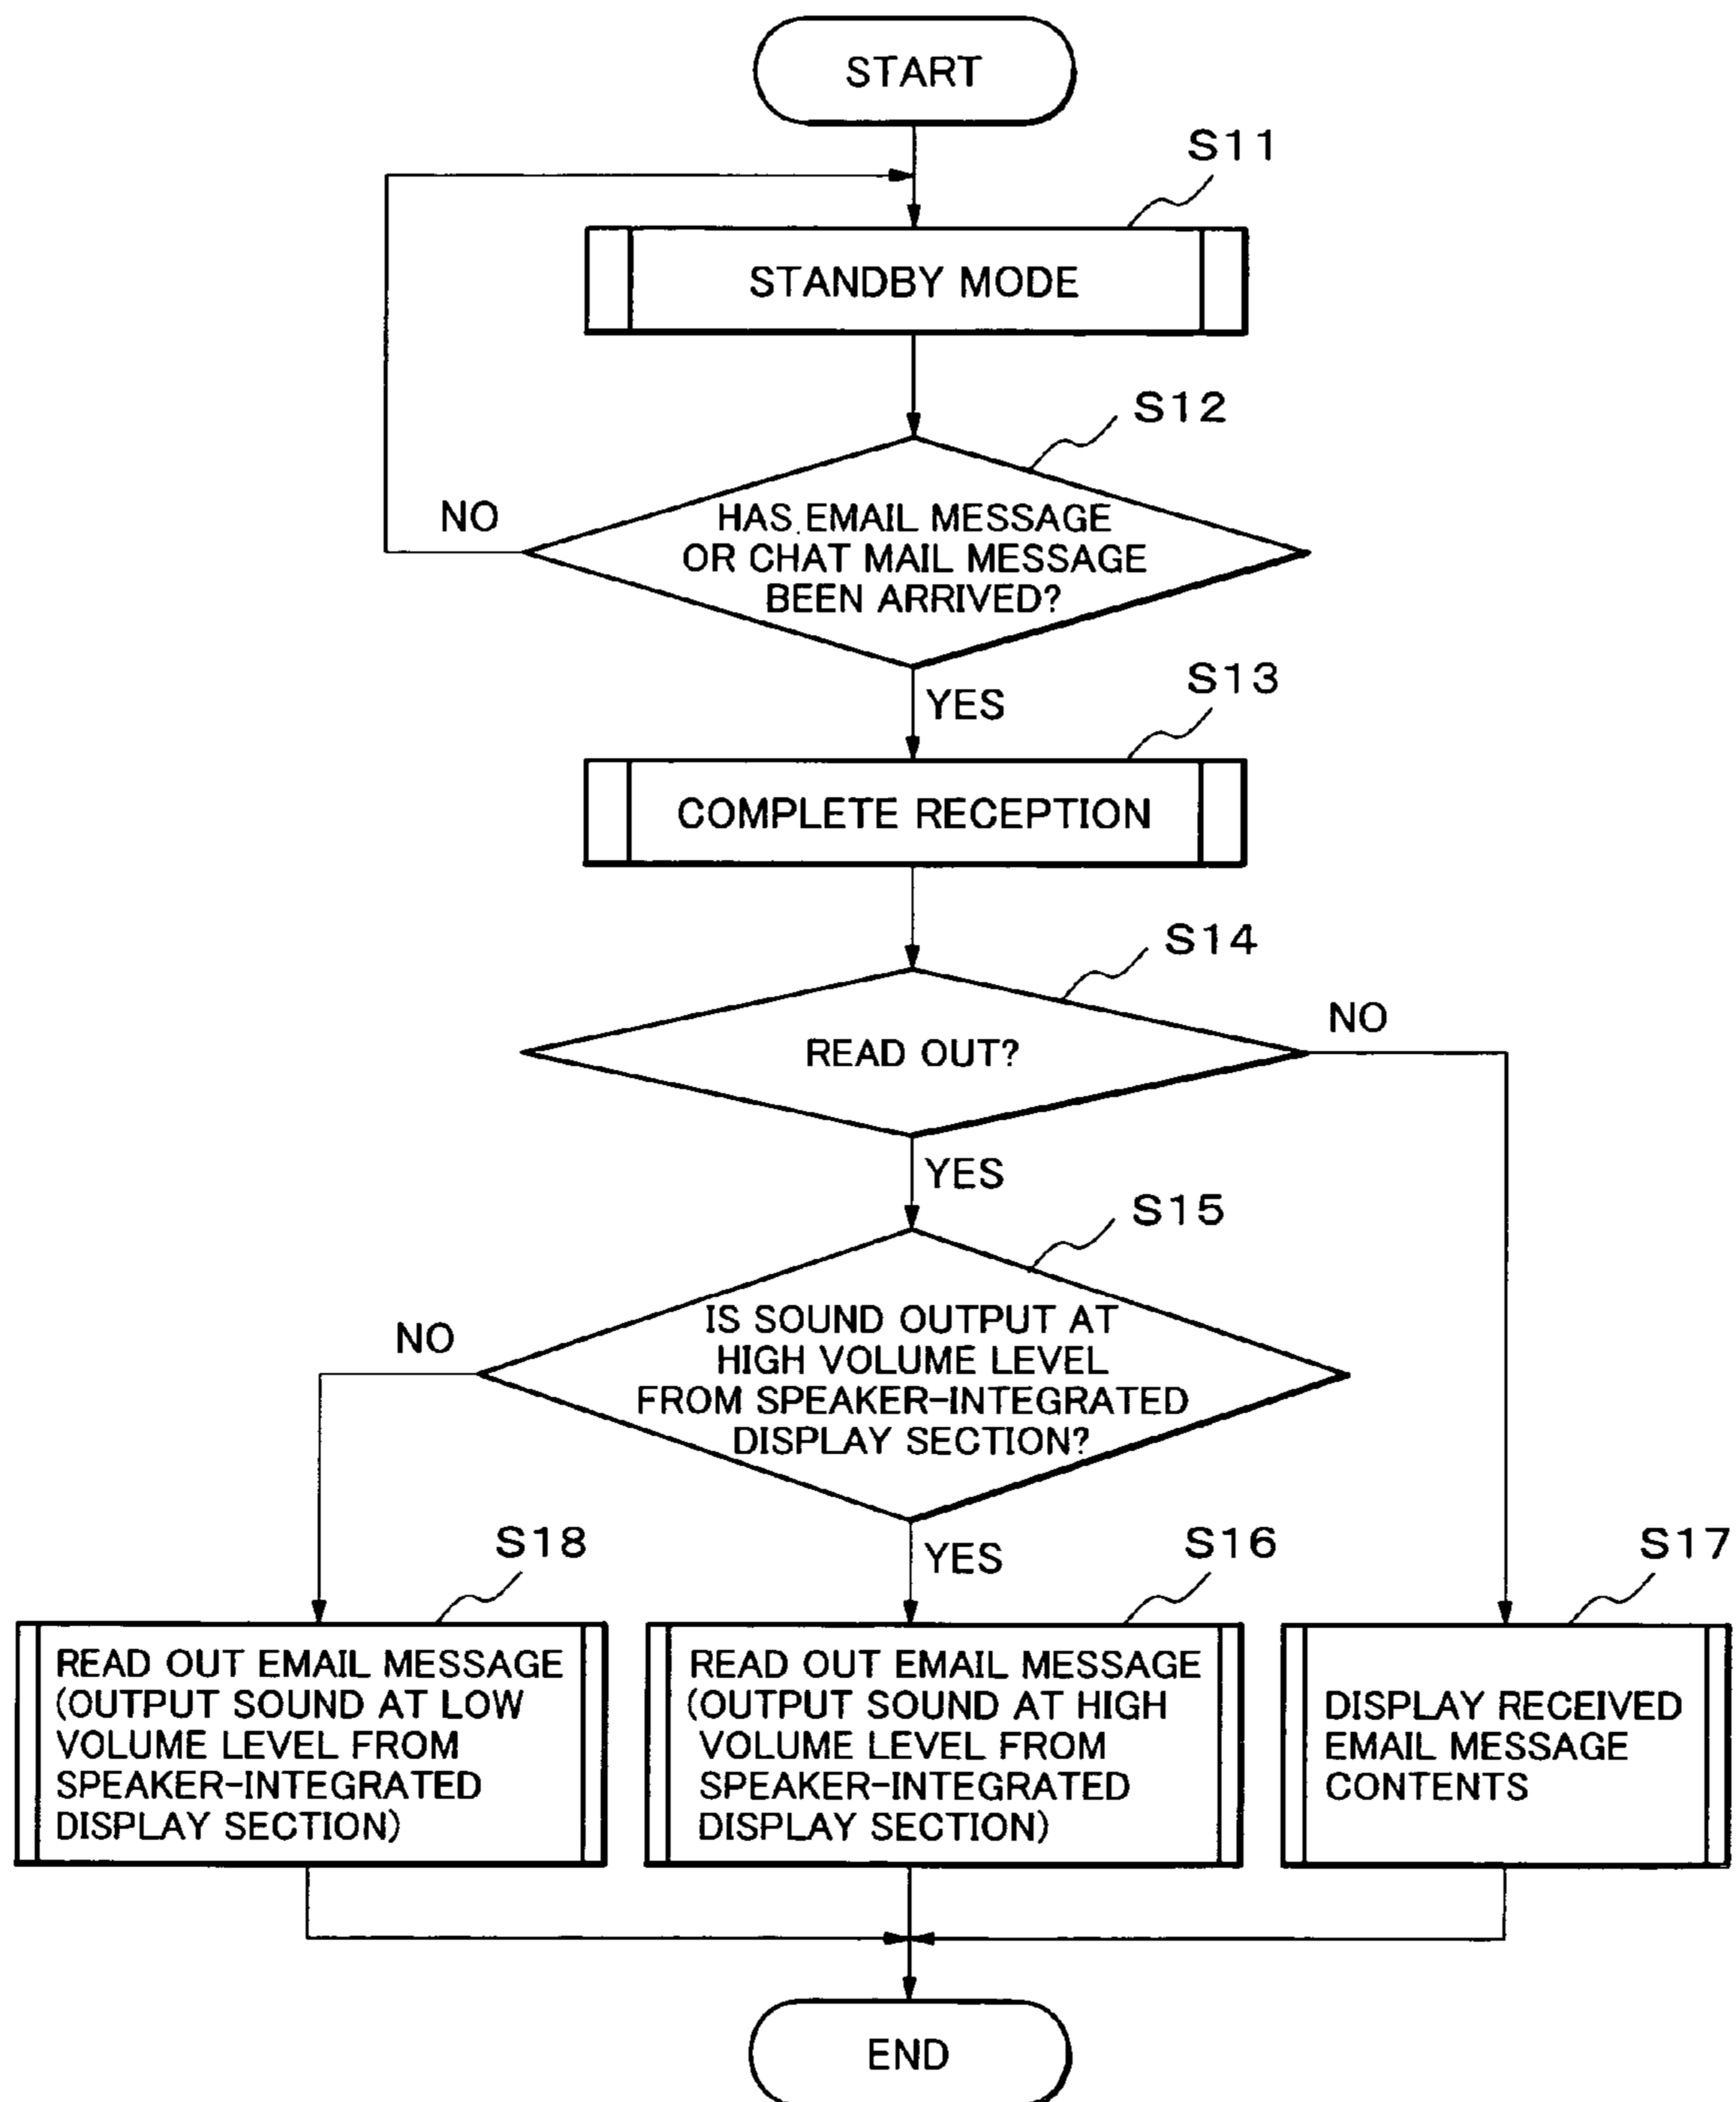 START
S11
STANDBY MODE
S12
NO
HAS EMAIL MESSAGE
OR CHAT MAIL MESSAGE
BEEN ARRIVED?
YES
S13
COMPLETE RECEPTION
S14
NO
READ OUT?
YES
S15
NO
IS SOUND OUTPUT AT
HIGH VOLUME LEVEL
FROM SPEAKER-INTEGRATED
DISPLAY SECTION?
YES
S18
READ OUT EMAIL MESSAGE
(OUTPUT SOUND AT LOW
VOLUME LEVEL FROM
SPEAKER-INTEGRATED
DISPLAY SECTION)
S16
READ OUT EMAIL MESSAGE
(OUTPUT SOUND AT HIGH
VOLUME LEVEL FROM
SPEAKER-INTEGRATED
DISPLAY SECTION)
S17
DISPLAY RECEIVED
EMAIL MESSAGE
CONTENTS
END